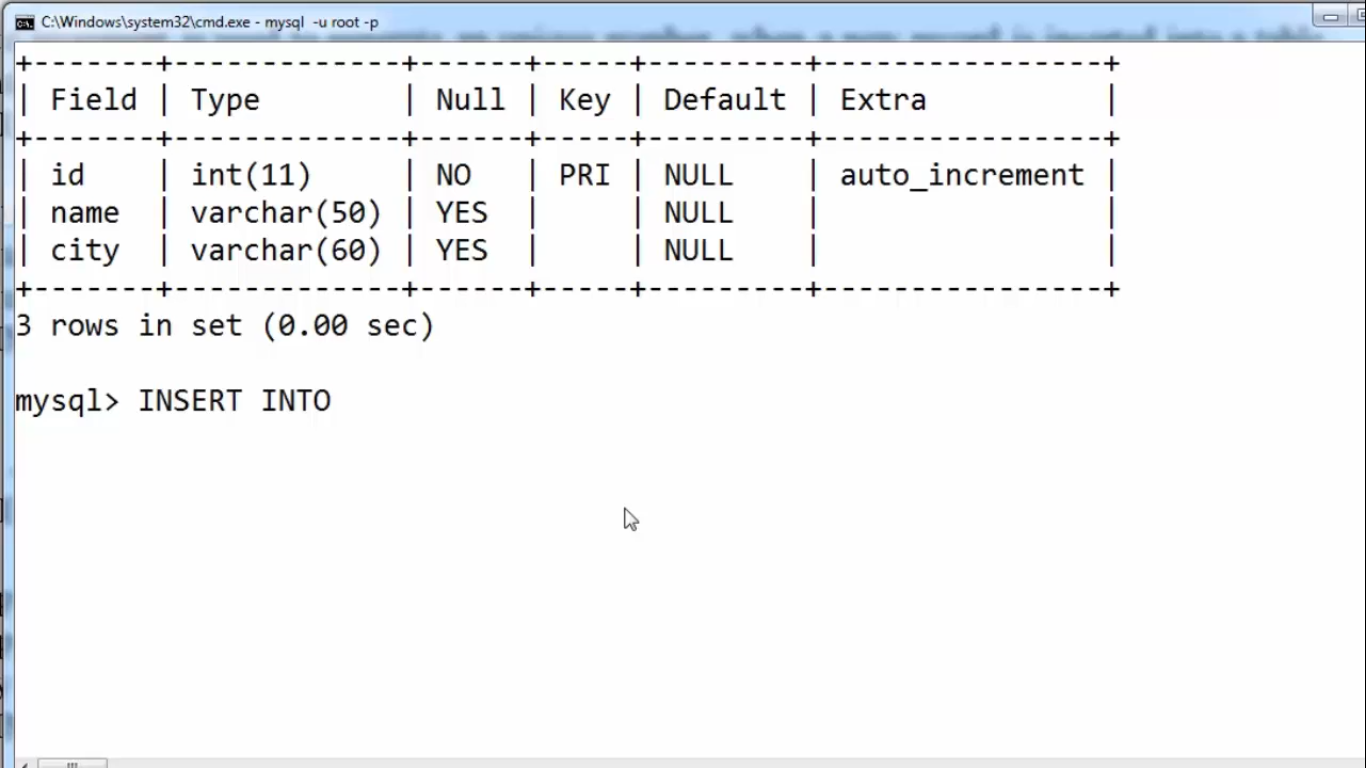 C:\Windows\system32\cmd.exe - mysql  -u root -p
+-------+-------------+------+-----+---------+----------------+
| Field | Type        | Null | Key | Default | Extra          |
+-------+-------------+------+-----+---------+----------------+
| id    | int(11)     | NO   | PRI | NULL    | auto_increment |
| name  | varchar(50) | YES  |     | NULL    |                |
| city  | varchar(60) | YES  |     | NULL    |                |
+-------+-------------+------+-----+---------+----------------+
3 rows in set (0.00 sec)
mysql> INSERT INTO